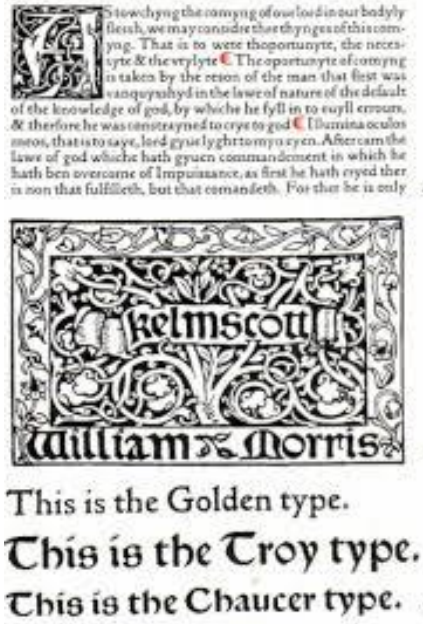 As towchyng the comyng of our lord in our bodyly
flessh, we may consydre thre thynges of this com-
yng. That is to wete thoportunyte, the neces-
syte & the vtylyte ⸿ The oportunyte of comyng
is taken by the reson of the man that first was
vanquysshyd in the lawe of nature of the default
of the knowledge of god, by whiche he fyll in to euyll errours,
& therfore he was constrayned to crye to god ⸿ Illumina oculos
meos, that is to saye, lord gyue lyght to myn eyen. After cam the
lawe of god whiche hath gyuen commandement in which he
hath ben overcome of Impuissance, as first he hath cryed ther
is non that fulfilleth, but that comandeth. For ther he is only
kelmscott
William Morris
This is the Golden type.
This is the Troy type.
This is the Chaucer type.